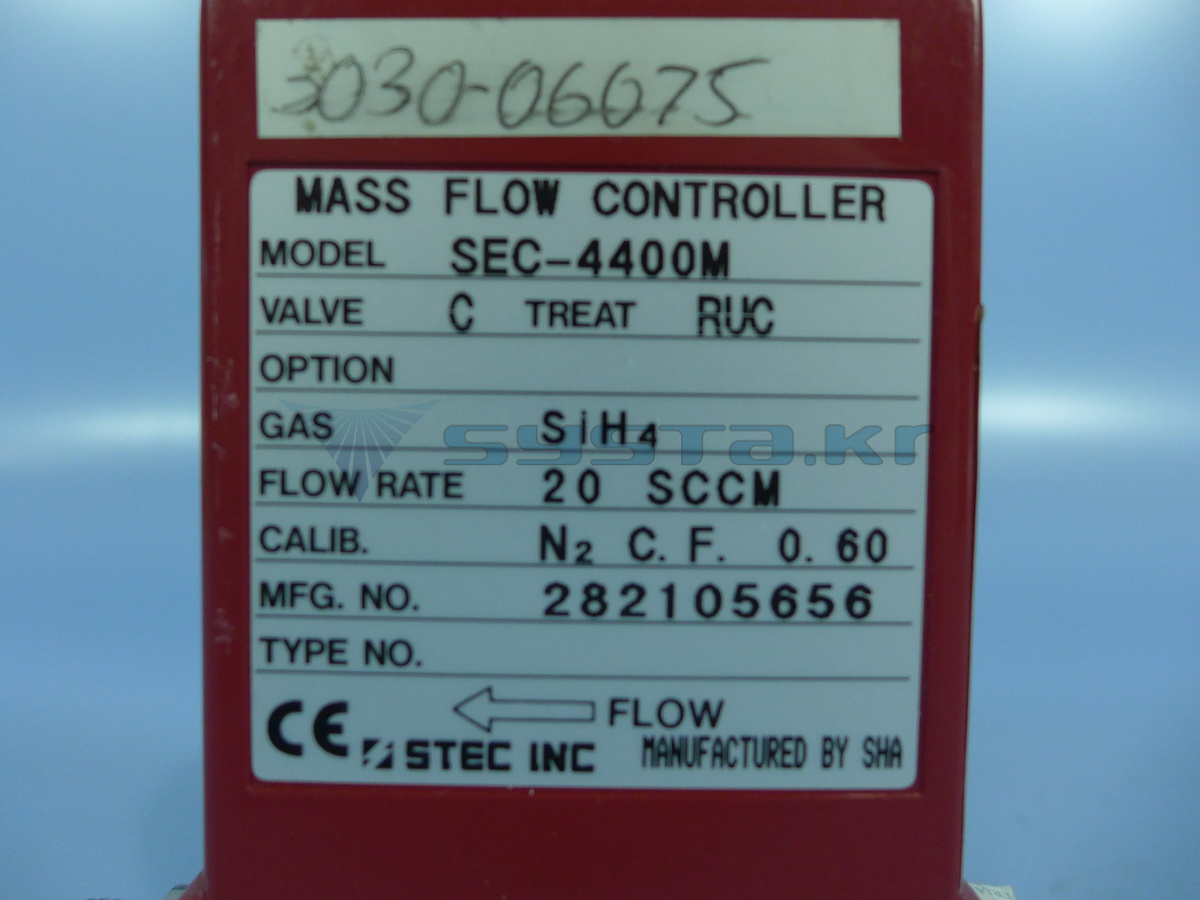 3030-06075
MASS FLOW CONTROLLER
MODEL SEC-4400M
VALVE C TREAT RUC
OPTION
GAS SiH₄
systa.kr
FLOW RATE 20 SCCM
CALIB. N₂ C.F. 0.60
MFG. NO. 282105656
TYPE NO.
CE FLOW
STEC INC MANUFACTURED BY SHA